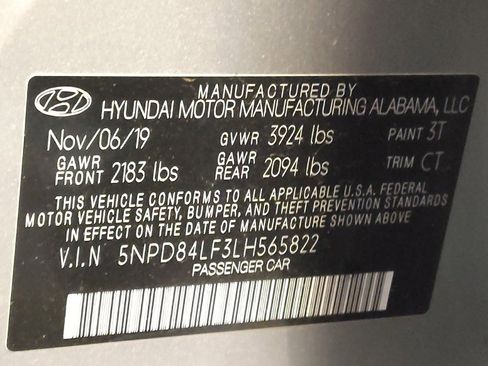 MANUFACTURED BY
HYUNDAI MOTOR MANUFACTURING ALABAMA, LLC
Nov/06/19 GVWR 3924 lbs PAINT 3T
GAWR FRONT 2183 lbs GAWR REAR 2094 lbs TRIM CT
THIS VEHICLE CONFORMS TO ALL APPLICABLE U.S.A. FEDERAL
MOTOR VEHICLE SAFETY, BUMPER, AND THEFT PREVENTION STANDARDS
IN EFFECT ON THE DATE OF MANUFACTURE SHOWN ABOVE.
V.I.N 5NPD84LF3LH565822
PASSENGER CAR